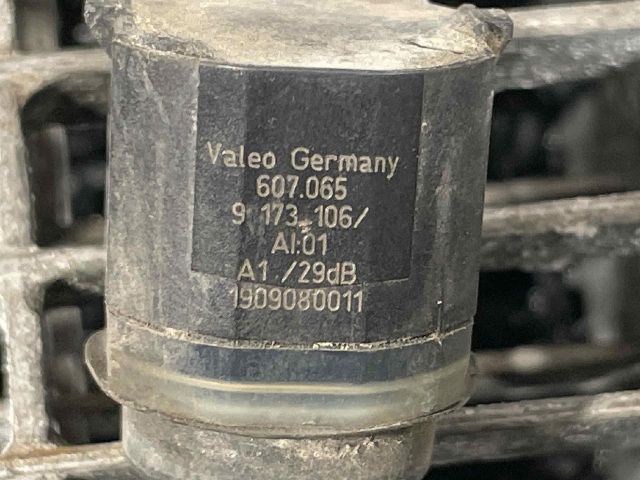 Valeo Germany
607.065
9 173 106/
AI:01
A1 /29dB
1909080011